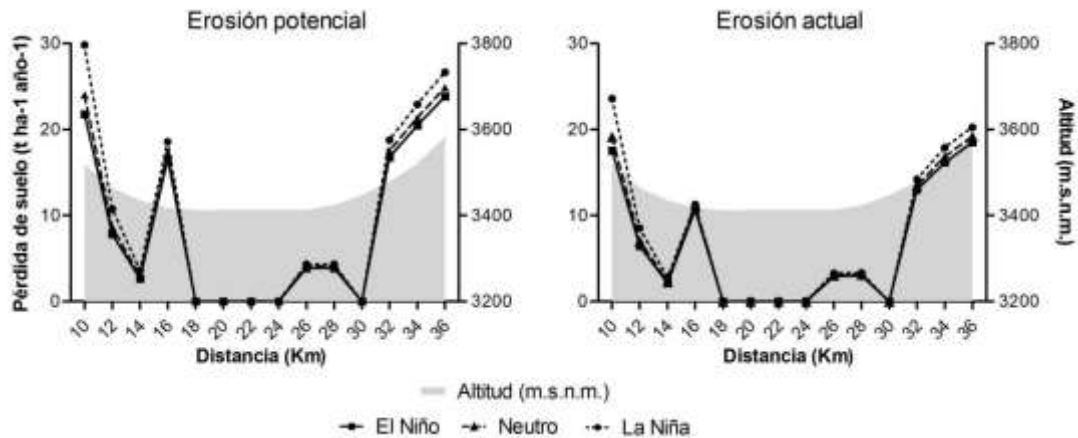 Erosión potencial
Pérdida de suelo (t ha-1 año-1)
30
20
10
0
3800
3600
3400
3200
10 12 14 16 18 20 22 24 26 28 30 32 34 36
Distancia (Km)
Erosión actual
30
20
10
0
3800
3600
3400
3200
Altitud (m.s.n.m.)
10 12 14 16 18 20 22 24 26 28 30 32 34 36
Distancia (Km)
Altitud (m.s.n.m.)
El Niño Neutro La Niña